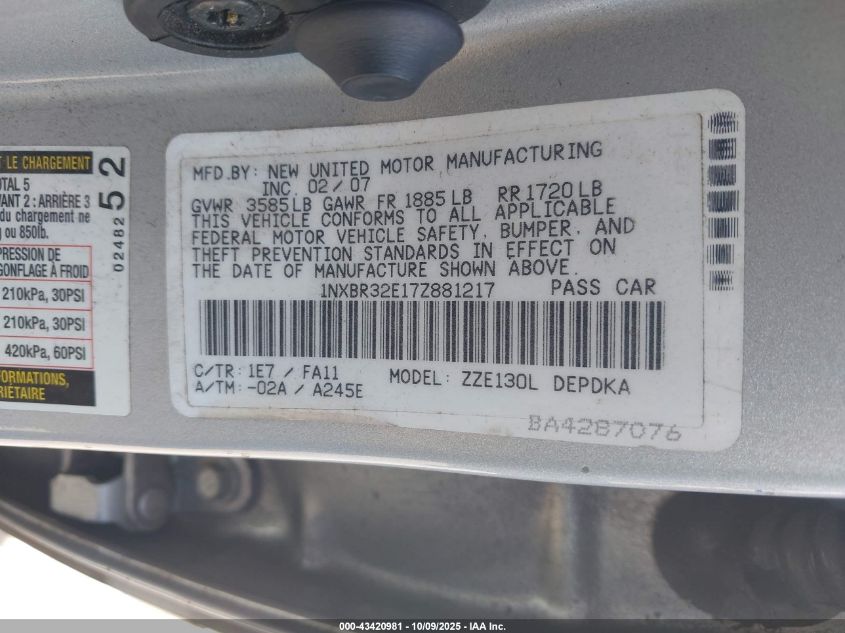 T LE CHARGEMENT
TOTAL 5
VANT 2 : ARRIÈRE 3
du chargement ne
g ou 850lb.
PRESSION DE
GONFLAGE À FROID
210kPa, 30PSI
210kPa, 30PSI
420kPa, 60PSI
FORMATIONS,
RIÉTAIRE
02482 52
MFD.BY: NEW UNITED MOTOR MANUFACTURING
INC 02/07
GVWR 3585LB GAWR FR 1885LB RR 1720LB
THIS VEHICLE CONFORMS TO ALL APPLICABLE
FEDERAL MOTOR VEHICLE SAFETY, BUMPER, AND
THEFT PREVENTION STANDARDS IN EFFECT ON
THE DATE OF MANUFACTURE SHOWN ABOVE.
1NXBR32E17Z881217 PASS CAR
C/TR: 1E7 / FA11
A/TM: -02A / A245E
MODEL: ZZE130L DEPDKA
BA4287076
000-43420981 - 10/09/2025 - IAA Inc.